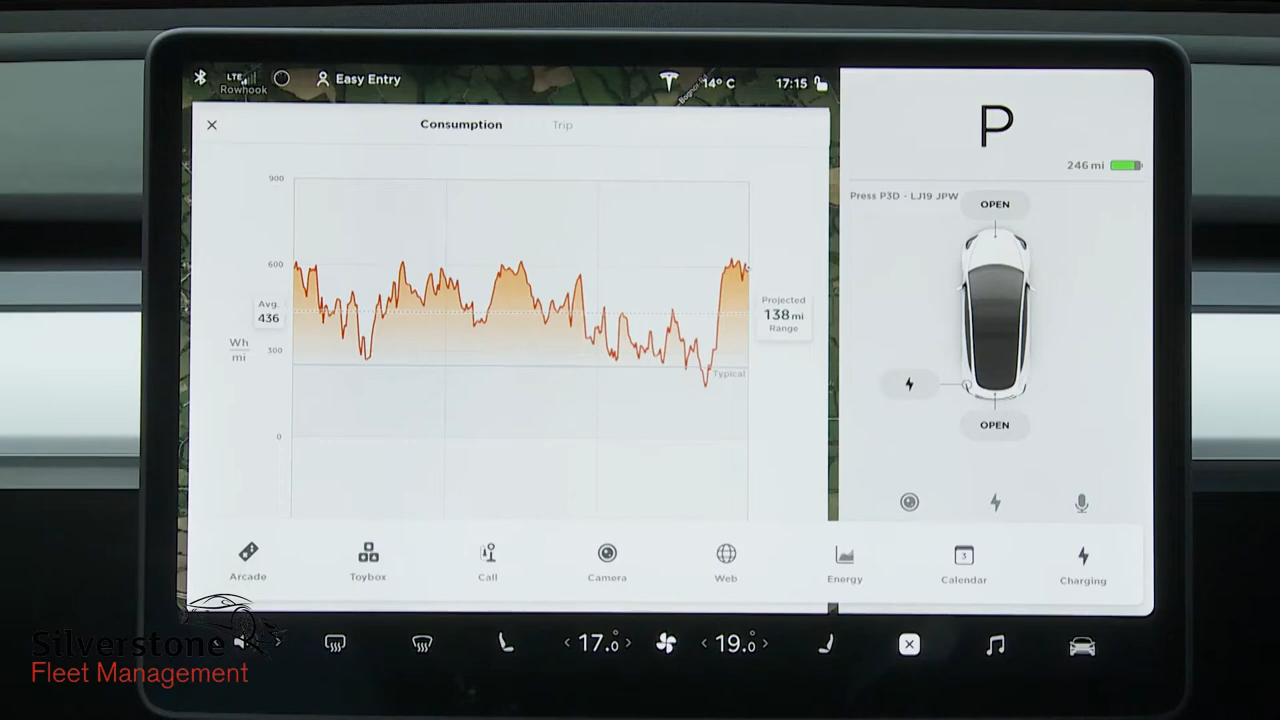 LTE
Rowhook
Easy Entry
14° C
17:15
Consumption
Trip
900
600
300
0
Avg.
436
Wh
mi
Projected
138 mi
Range
Typical
P
246 mi
Press P3D - LJ19 JPW
OPEN
OPEN
Arcade
Toybox
Call
Camera
Web
Energy
3
Calendar
Charging
< 17.0 >
< 19.0 >
Silverstone
Fleet Management